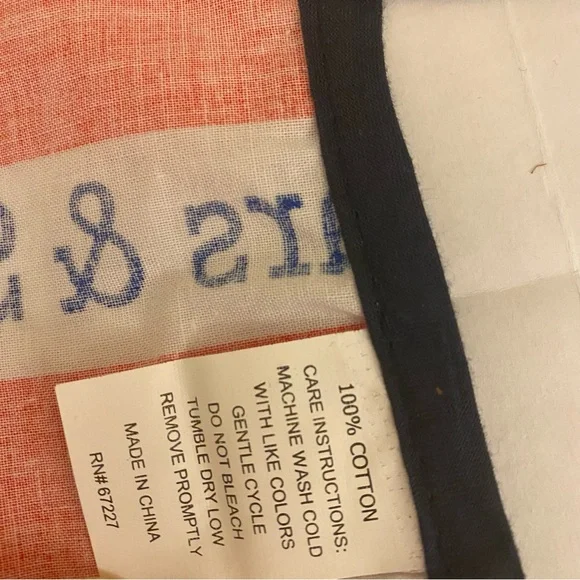 ARS & S
100% COTTON
CARE INSTRUCTIONS:
MACHINE WASH COLD
WITH LIKE COLORS
GENTLE CYCLE
DO NOT BLEACH
TUMBLE DRY LOW
REMOVE PROMPTLY
MADE IN CHINA
RN# 67227